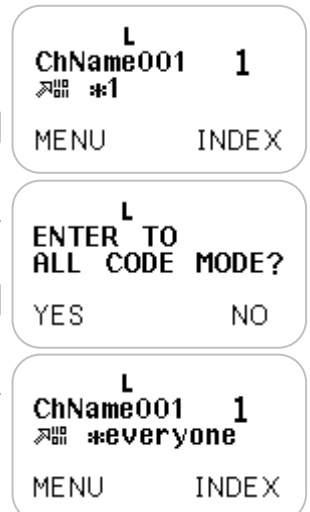 L
ChName001 1
*1
MENU INDEX
L
ENTER TO
ALL CODE MODE?
YES NO
L
ChName001 1
*everyone
MENU INDEX